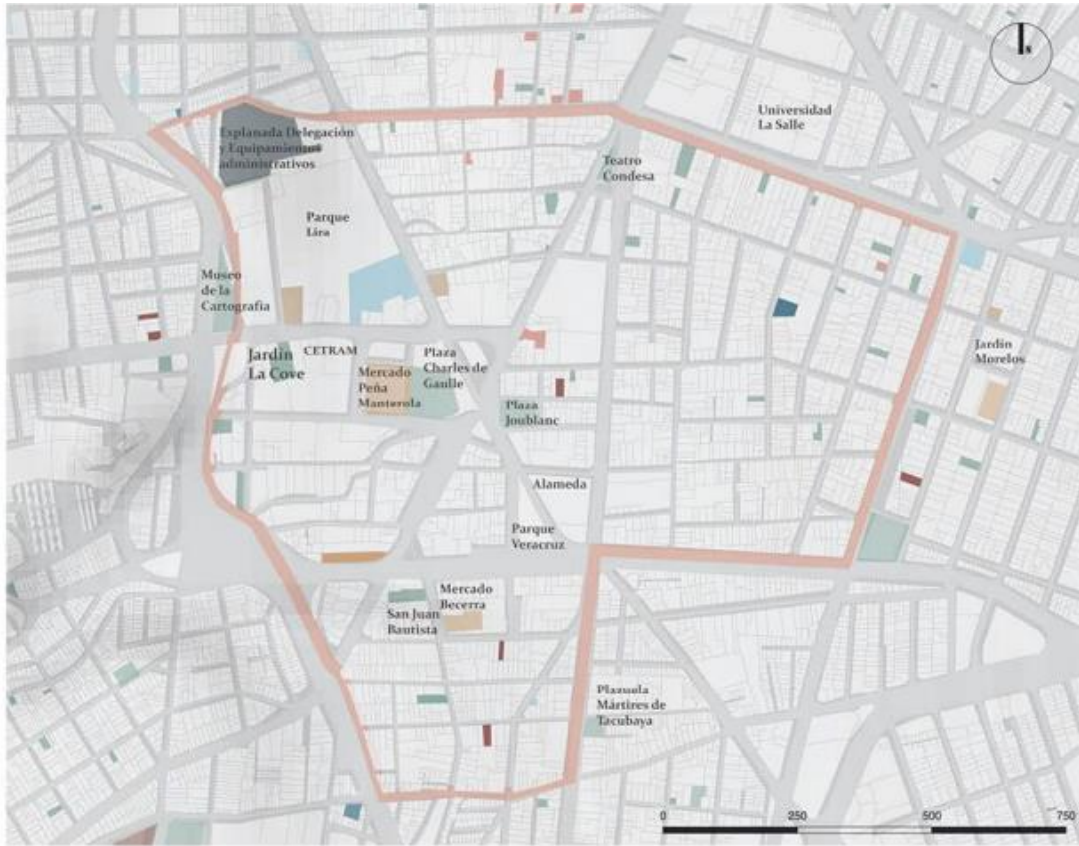 Universidad
La Salle
Esplanada Delegación
y Equipamientos
administrativos
Teatro
Condesa
Parque
Lira
Museo
de la
Cartografía
Jardín
La Cove
CETRAM
Mercado
Peña
Manterola
Plaza
Charles de
Gaulle
Jardín
Morelos
Plaza
Joublanc
Alameda
Parque
Veracruz
Mercado
Becerra
San Juan
Bautista
Plazuela
Mártires de
Tacubaya
0 250 500 750